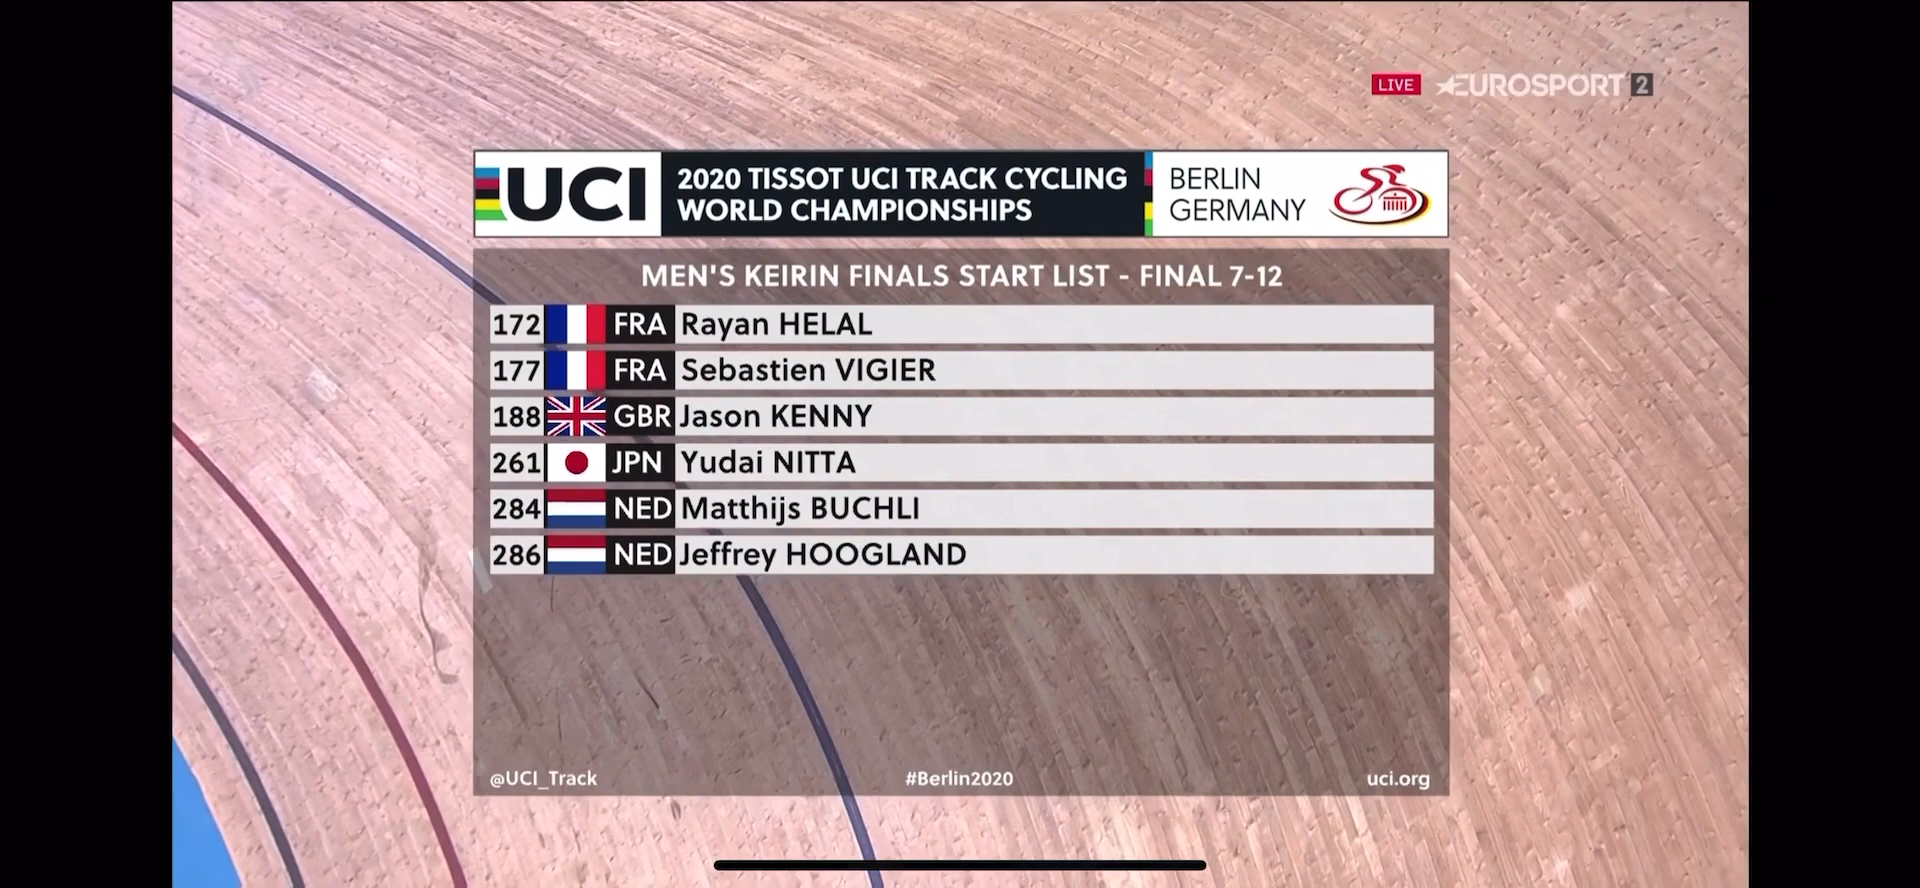 LIVE EUROSPORT 2
UCI
2020 TISSOT UCI TRACK CYCLING
WORLD CHAMPIONSHIPS
BERLIN
GERMANY
MEN'S KEIRIN FINALS START LIST - FINAL 7-12
172 FRA Rayan HELAL
177 FRA Sebastien VIGIER
188 GBR Jason KENNY
261 JPN Yudai NITTA
284 NED Matthijs BUCHLI
286 NED Jeffrey HOOGLAND
@UCI_Track #Berlin2020 uci.org